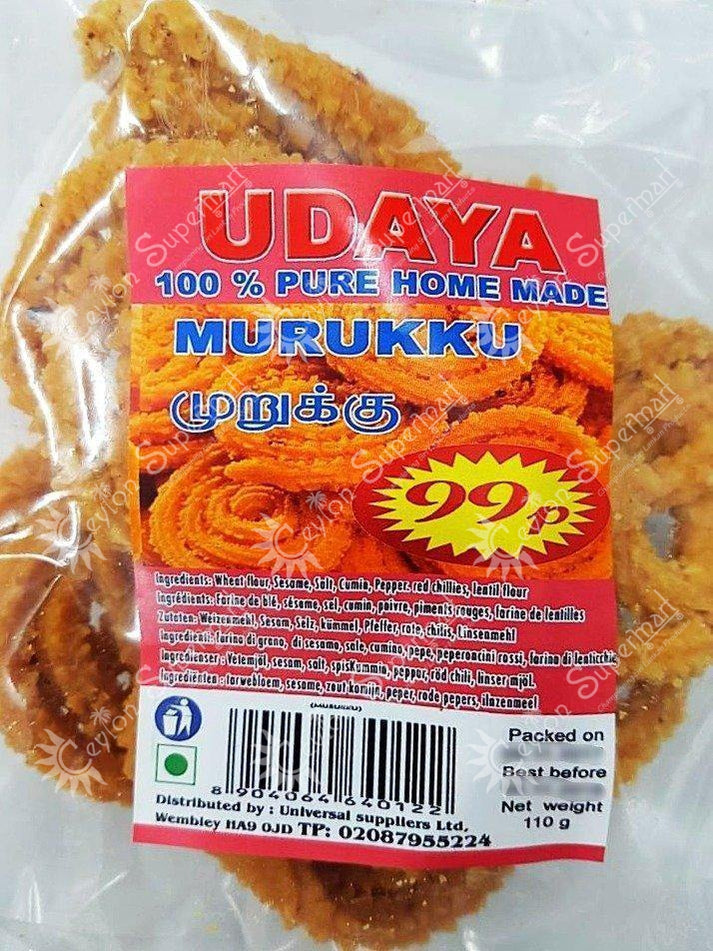 UDAYA
100 % PURE HOME MADE
MURUKKU
முறுக்கு
99p
Ingredients: Wheat flour, Sesame, Salt, Cumin, Pepper, red chillies, lentil flour
Ingrédients: Farine de blé, sésame, sel, cumin, poivre, piments rouges, farine de lentilles
Zutaten: Weizenmehl, Sesam, Selz, kümmel, Pfeffer, rote chilis, Linsenmehl
Ingredienti: farina di grano, di sesamo, sale, cumino, pepe, peperoncini rossi, farina di lenticchie
Ingredienser: Vetemjöl, sesam, salt, spiskummin, peppar, röd chili, linser mjöl
Ingrediënten: tarwebloem, sesame, zout komijn, peper, rode pepers,
(MURUKKU)
Packed on
Best before
Net weight
110 g
8 904064 640122
Distributed by : Universal suppliers Ltd,
Wembley HA9 0JD TP: 02087955224
Ceylon Supermart